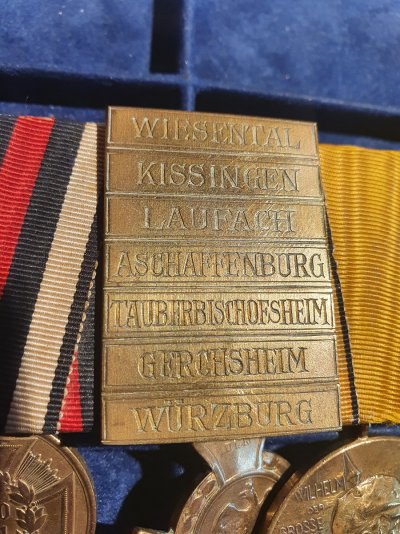 WIESENTAL
KISSINGEN
LAUFACH
ASCHAFFENBURG
TAUBERBISCHOFSHEIM
GERCHSHEIM
WÜRZBURG
WILHELM
GROSSE